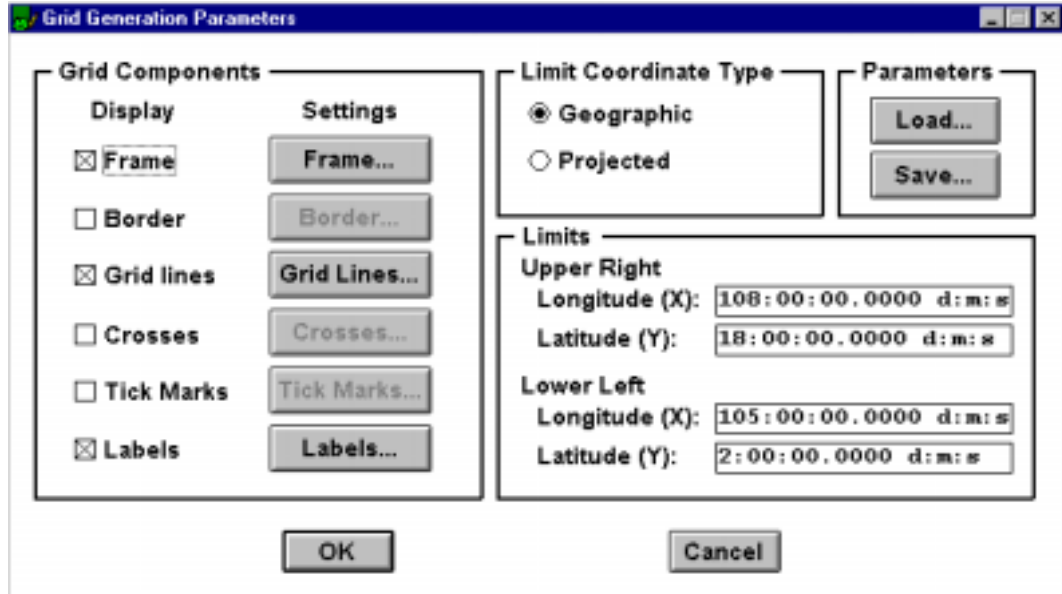 Grid Generation Parameters
Grid Components
Display Settings
Frame Frame...
Border Border...
Grid lines Grid Lines...
Crosses Crosses...
Tick Marks Tick Marks...
Labels Labels...
Limit Coordinate Type
Geographic
Projected
Parameters
Load...
Save...
Limits
Upper Right
Longitude (X): 108:00:00.0000 d:m:s
Latitude (Y): 18:00:00.0000 d:m:s
Lower Left
Longitude (X): 105:00:00.0000 d:m:s
Latitude (Y): 2:00:00.0000 d:m:s
OK Cancel